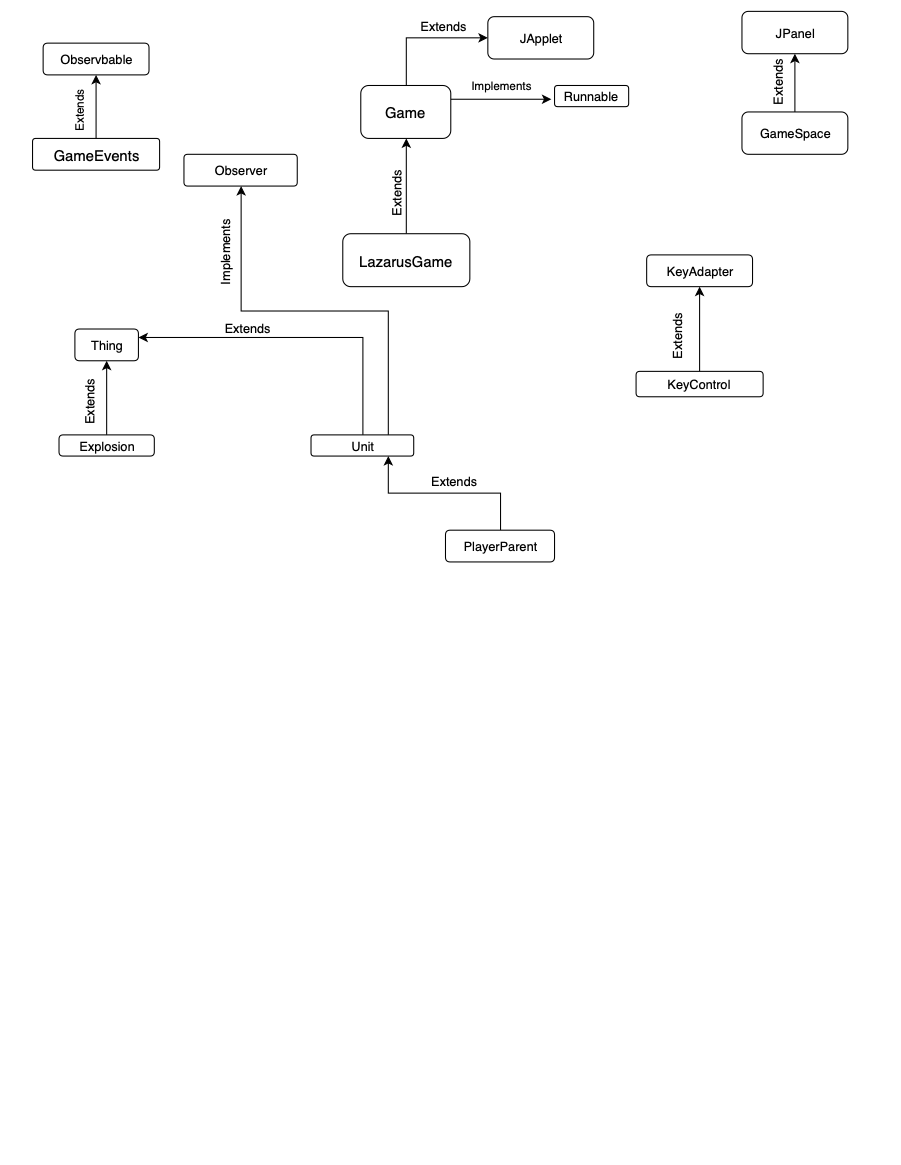 Extends
JApplet
JPanel
Observbable
Extends
Implements
Runnable
Extends
Game
GameEvents
GameSpace
Observer
Extends
LazarusGame
Implements
KeyAdapter
Extends
Thing
Extends
KeyControl
Extends
Explosion
Unit
Extends
PlayerParent